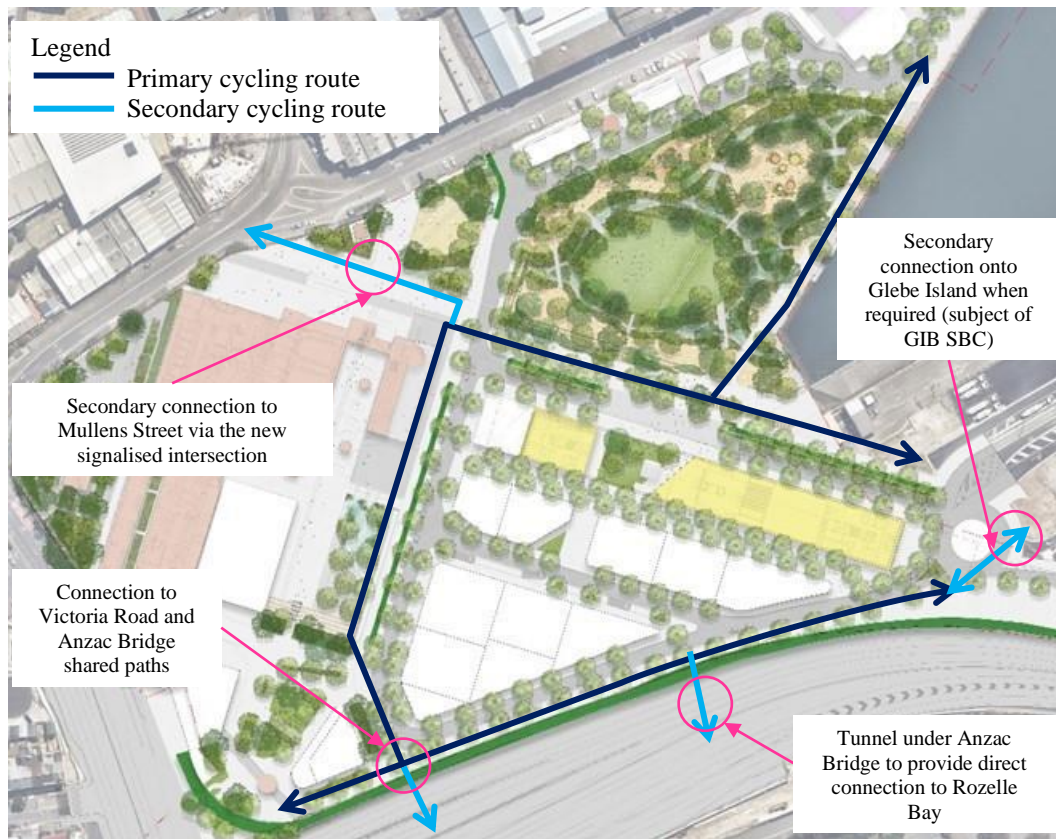 Legend
Primary cycling route
Secondary cycling route
Secondary
connection onto
Glebe Island when
required (subject of
GIB SBC)
Secondary connection to
Mullens Street via the new
signalised intersection
Connection to
Victoria Road and
Anzac Bridge
shared paths
Tunnel under Anzac
Bridge to provide direct
connection to Rozelle
Bay